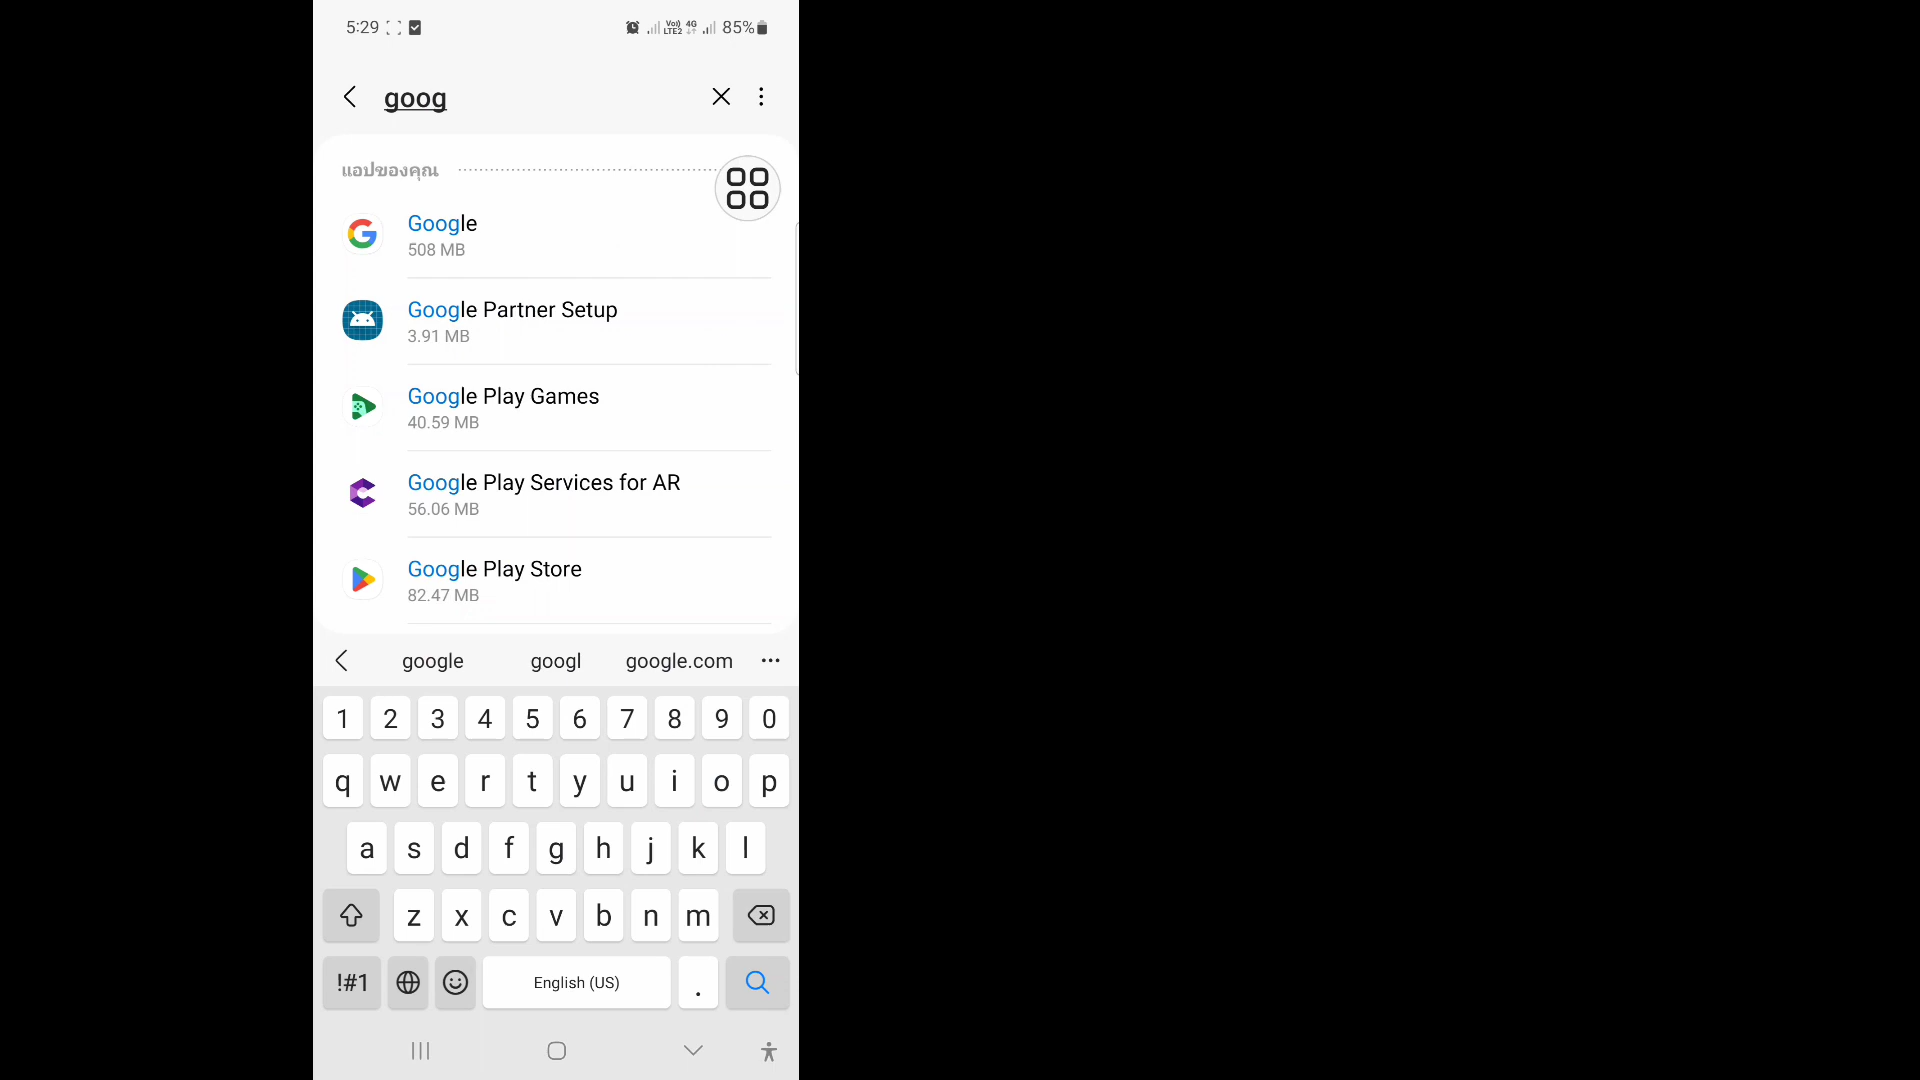 5:29 Vo) LTE2 4G 85%
goog
แอปของคุณ
Google
508 MB
Google Partner Setup
3.91 MB
Google Play Games
40.59 MB
Google Play Services for AR
56.06 MB
Google Play Store
82.47 MB
google googl google.com
1 2 3 4 5 6 7 8 9 0
q w e r t y u i o p
a s d f g h j k l
z x c v b n m
!#1 English (US) .